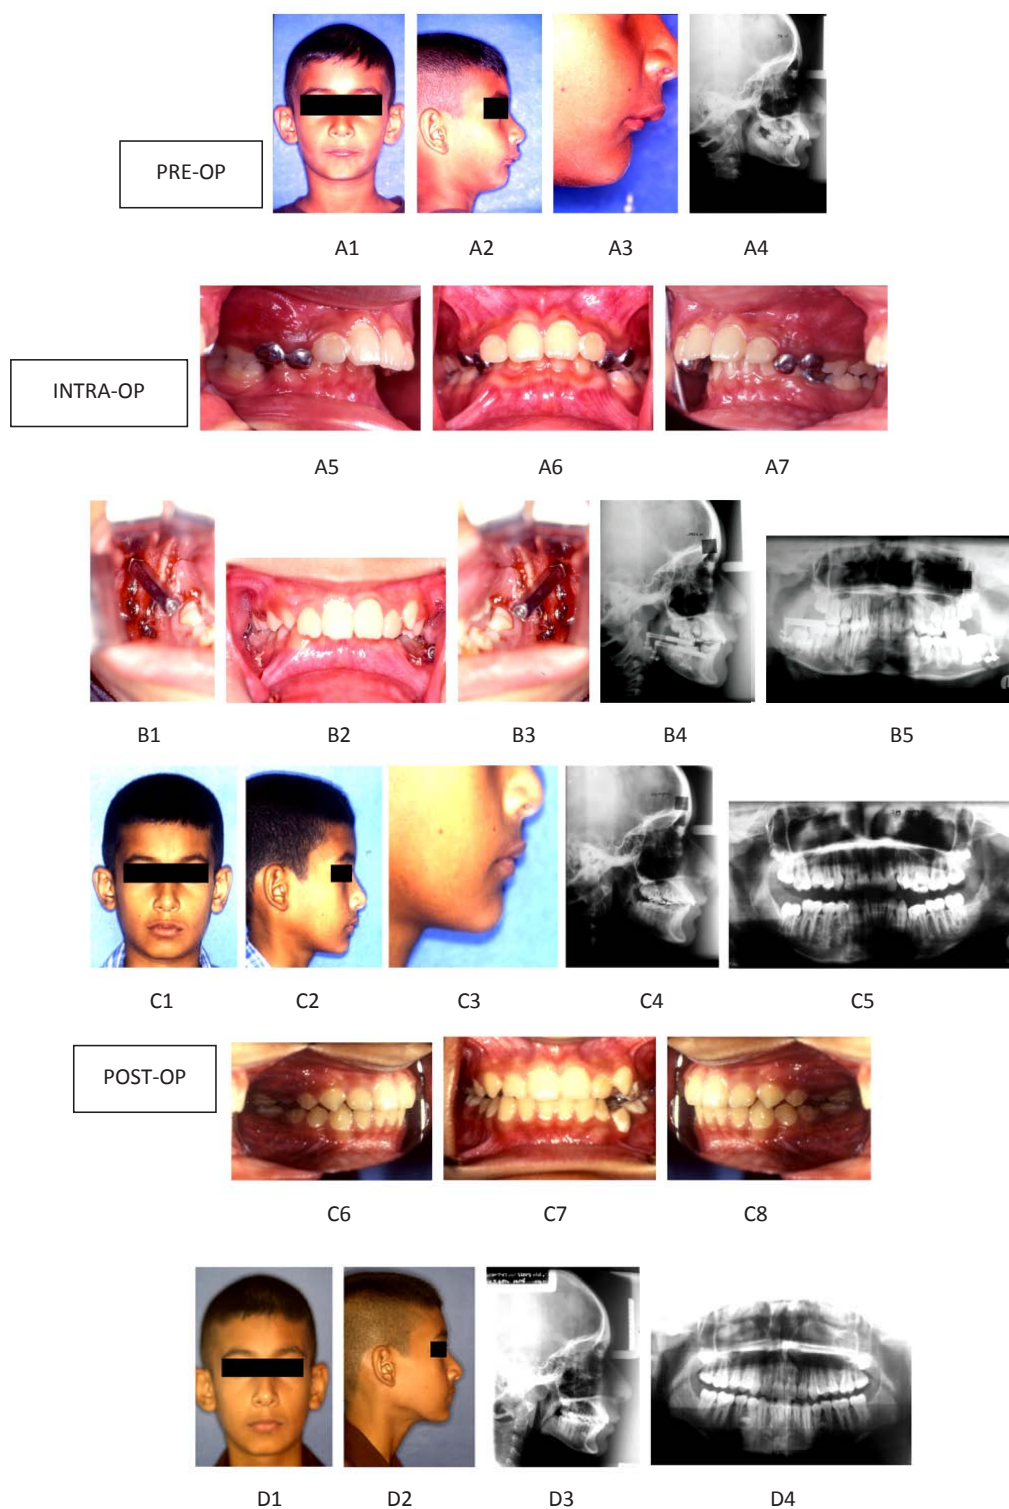 PRE-OP
A1 A2 A3 A4
INTRA-OP
A5 A6 A7
B1 B2 B3 B4 B5
C1 C2 C3 C4 C5
POST-OP
C6 C7 C8
D1 D2 D3 D4